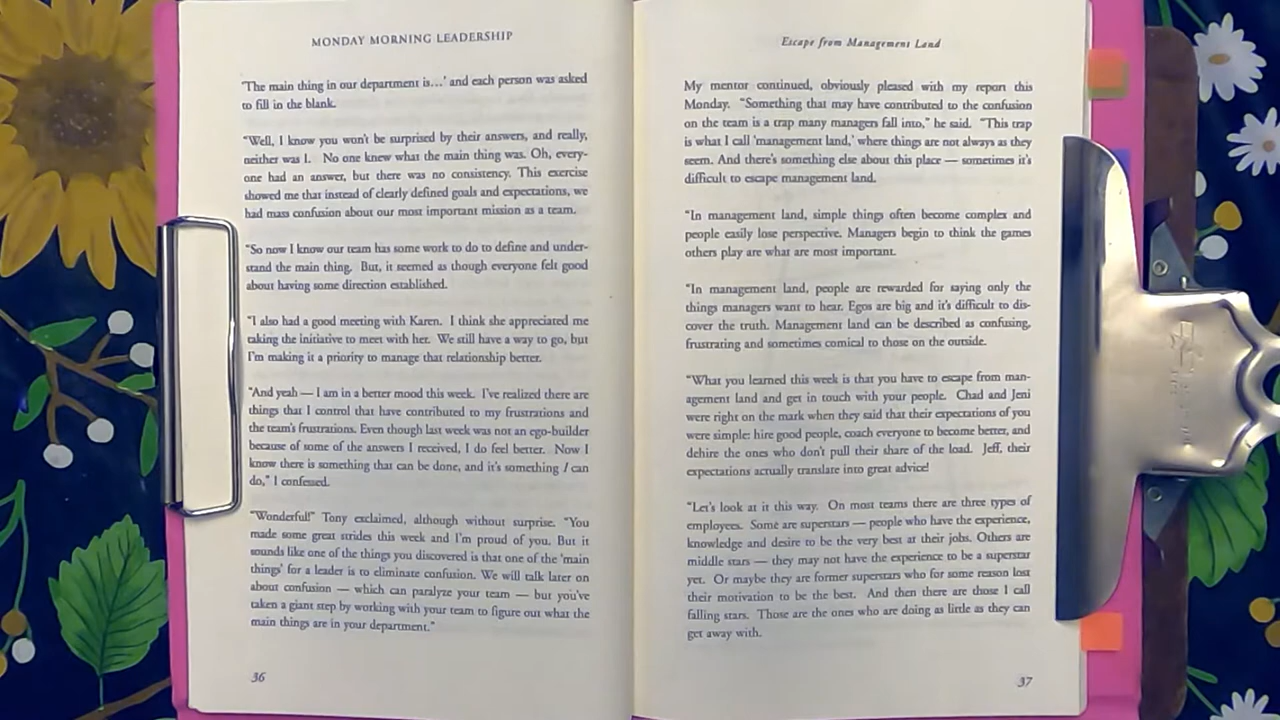 MONDAY MORNING LEADERSHIP
'The main thing in our department is...' and each person was asked
to fill in the blank.
"Well, I know you won't be surprised by their answers, and really,
neither was I. No one knew what the main thing was. Oh, every-
one had an answer, but there was no consistency. This exercise
showed me that instead of clearly defined goals and expectations, we
had mass confusion about our most important mission as a team.
"So now I know our team has some work to do to define and under-
stand the main thing. But, it seemed as though everyone felt good
about having some direction established.
"I also had a good meeting with Karen. I think she appreciated me
taking the initiative to meet with her. We still have a way to go, but
I'm making it a priority to manage that relationship better.
"And yeah — I am in a better mood this week. I've realized there are
things that I control that have contributed to my frustrations and
the team's frustrations. Even though last week was not an ego-builder
because of some of the answers I received, I do feel better. Now I
know there is something that can be done, and it's something I can
do," I confessed.
"Wonderful!" Tony exclaimed, although without surprise. "You
made some great strides this week and I'm proud of you. But it
sounds like one of the things you discovered is that one of the 'main
things' for a leader is to eliminate confusion. We will talk later on
about confusion — which can paralyze your team — but you've
taken a giant step by working with your team to figure out what the
main things are in your department."
36
Escape from Management Land
My mentor continued, obviously pleased with my report this
Monday. "Something that may have contributed to the confusion
on the team is a trap many managers fall into," he said. "This trap
is what I call 'management land,' where things are not always as they
seem. And there's something else about this place — sometimes it's
difficult to escape management land.
"In management land, simple things often become complex and
people easily lose perspective. Managers begin to think the games
others play are what are most important.
"In management land, people are rewarded for saying only the
things managers want to hear. Egos are big and it's difficult to dis-
cover the truth. Management land can be described as confusing,
frustrating and sometimes comical to those on the outside.
"What you learned this week is that you have to escape from man-
agement land and get in touch with your people. Chad and Jeni
were right on the mark when they said that their expectations of you
were simple: hire good people, coach everyone to become better, and
dehire the ones who don't pull their share of the load. Jeff, their
expectations actually translate into great advice!
"Let's look at it this way. On most teams there are three types of
employees. Some are superstars — people who have the experience,
knowledge and desire to be the very best at their jobs. Others are
middle stars — they may not have the experience to be a superstar
yet. Or maybe they are former superstars who for some reason lost
their motivation to be the best. And then there are those I call
falling stars. Those are the ones who are doing as little as they can
get away with.
37